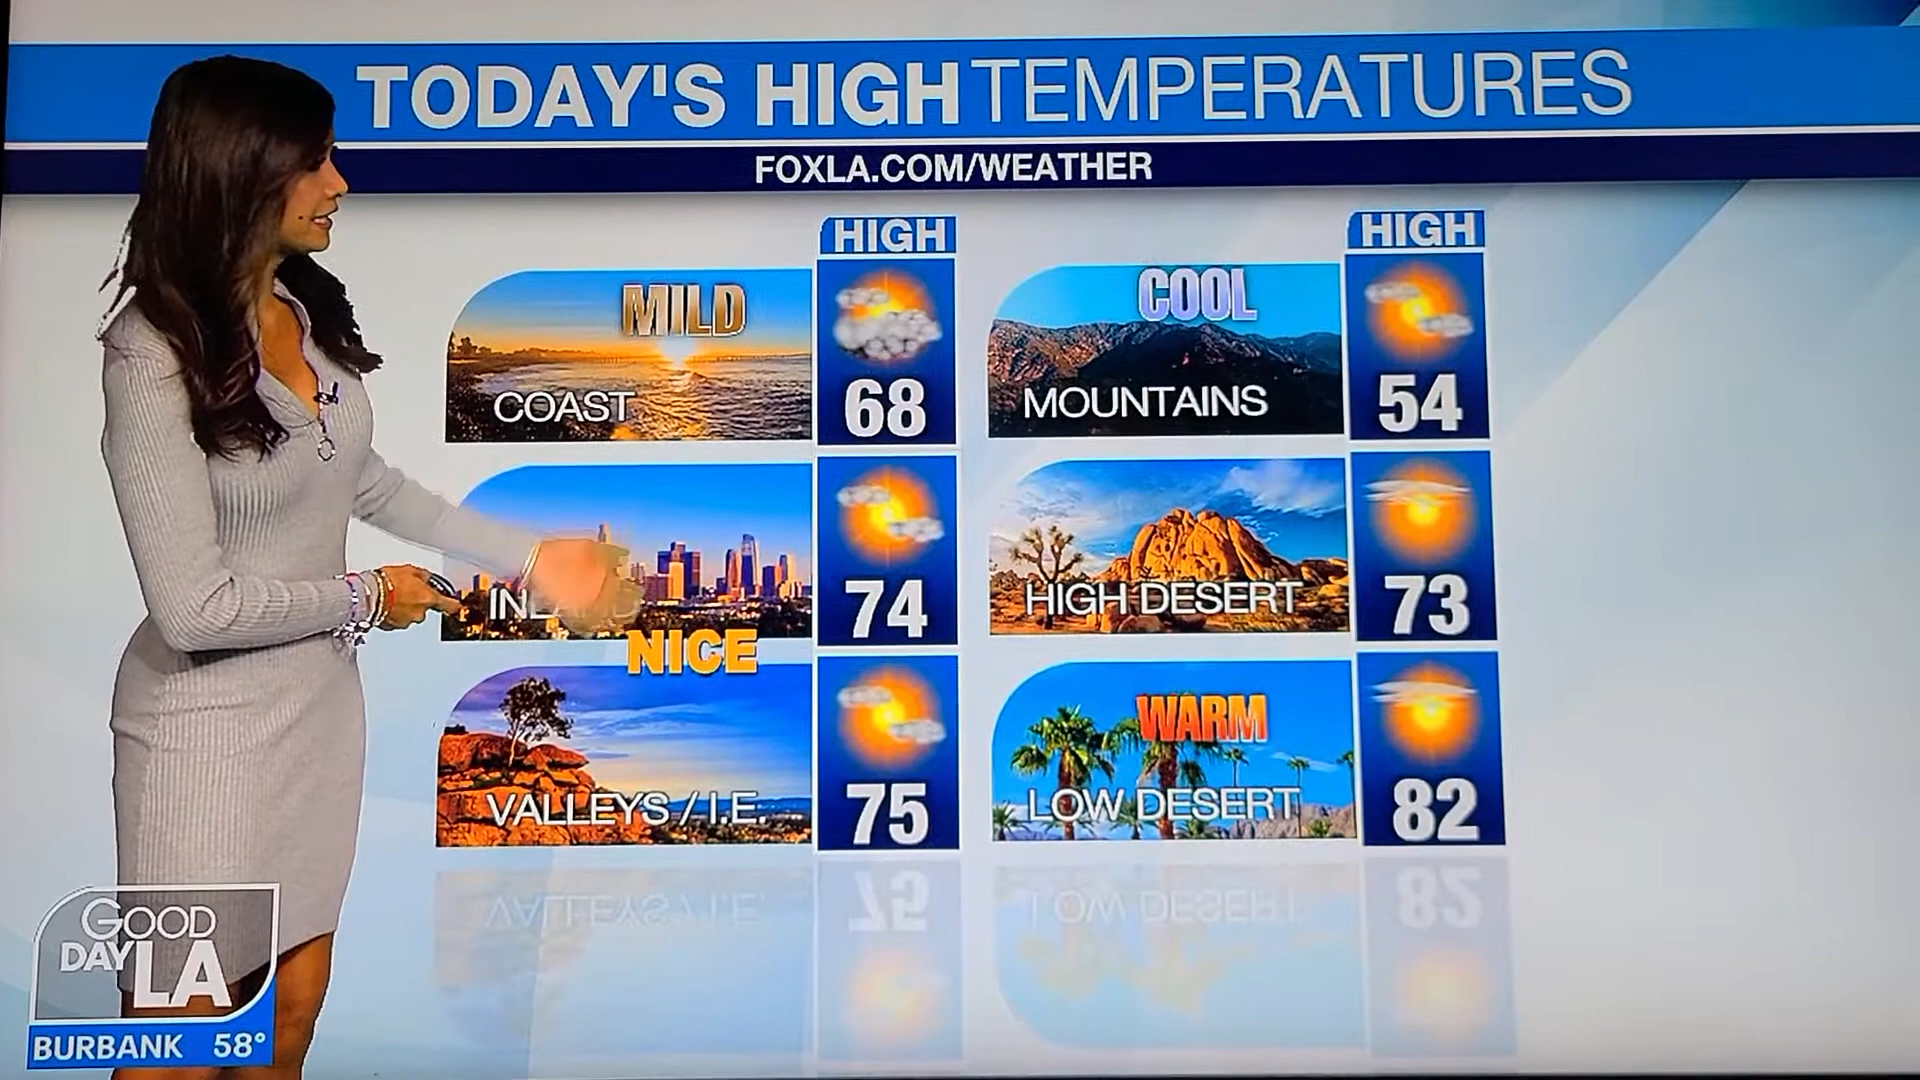 TODAY'S HIGH TEMPERATURES
FOXLA.COM/WEATHER
HIGH
MILD
COAST
68
INLAND
74
NICE
VALLEYS / I.E.
75
HIGH
COOL
MOUNTAINS
54
HIGH DESERT
73
WARM
LOW DESERT
82
GOOD
DAY LA
BURBANK 58°